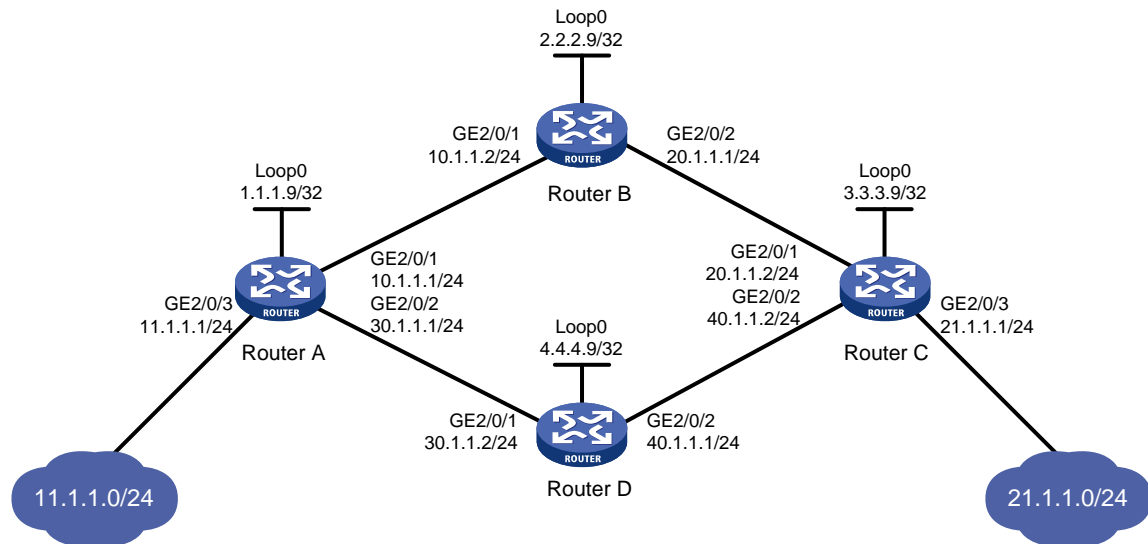 Loop0
2.2.2.9/32
GE2/0/1
10.1.1.2/24
ROUTER
GE2/0/2
20.1.1.1/24
Router B
Loop0
1.1.1.9/32
Loop0
3.3.3.9/32
GE2/0/3
11.1.1.1/24
ROUTER
GE2/0/1
10.1.1.1/24
GE2/0/2
30.1.1.1/24
Router A
GE2/0/1
20.1.1.2/24
GE2/0/2
40.1.1.2/24
ROUTER
GE2/0/3
21.1.1.1/24
Router C
Loop0
4.4.4.9/32
GE2/0/1
30.1.1.2/24
ROUTER
GE2/0/2
40.1.1.1/24
Router D
11.1.1.0/24
21.1.1.0/24